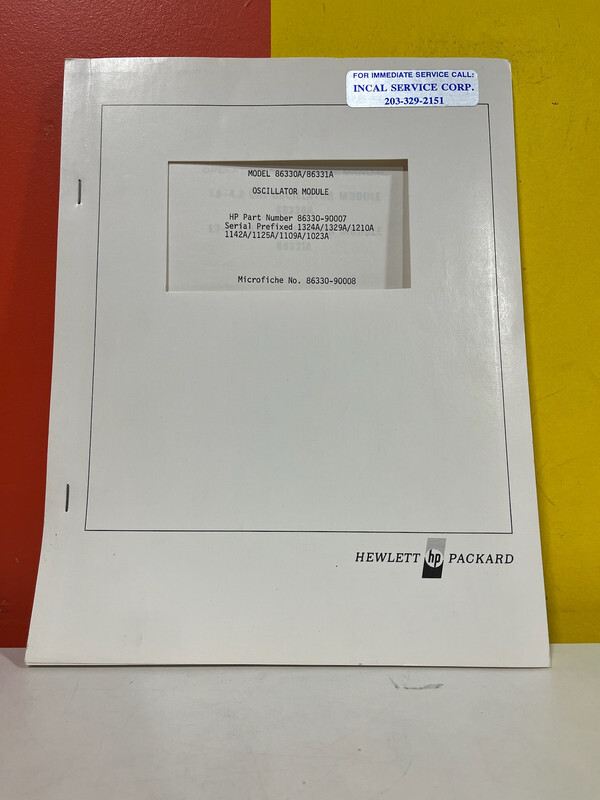 FOR IMMEDIATE SERVICE CALL:
INCAL SERVICE CORP.
203-329-2151
MODEL 86330A/86331A
OSCILLATOR MODULE
HP Part Number 86330-90007
Serial Prefixed 1324A/1329A/1210A
1142A/1125A/1109A/1023A
Microfiche No. 86330-90008
HEWLETT hp PACKARD